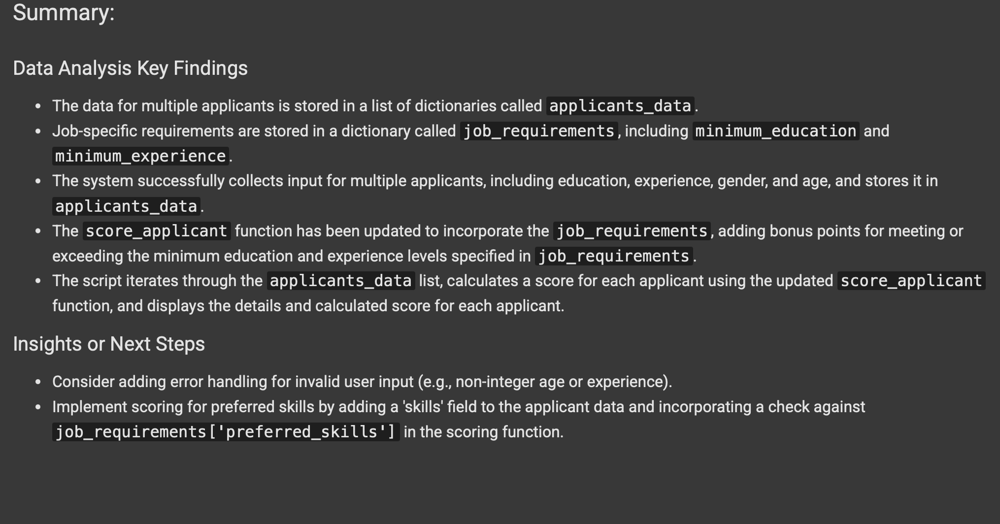 Summary:
Data Analysis Key Findings
• The data for multiple applicants is stored in a list of dictionaries called applicants_data.
• Job-specific requirements are stored in a dictionary called job_requirements, including minimum_education and
minimum_experience.
• The system successfully collects input for multiple applicants, including education, experience, gender, and age, and stores it in
applicants_data.
• The score_applicant function has been updated to incorporate the job_requirements, adding bonus points for meeting or
exceeding the minimum education and experience levels specified in job_requirements.
• The script iterates through the applicants_data list, calculates a score for each applicant using the updated score_applicant
function, and displays the details and calculated score for each applicant.
Insights or Next Steps
• Consider adding error handling for invalid user input (e.g., non-integer age or experience).
• Implement scoring for preferred skills by adding a 'skills' field to the applicant data and incorporating a check against
job_requirements['preferred_skills'] in the scoring function.